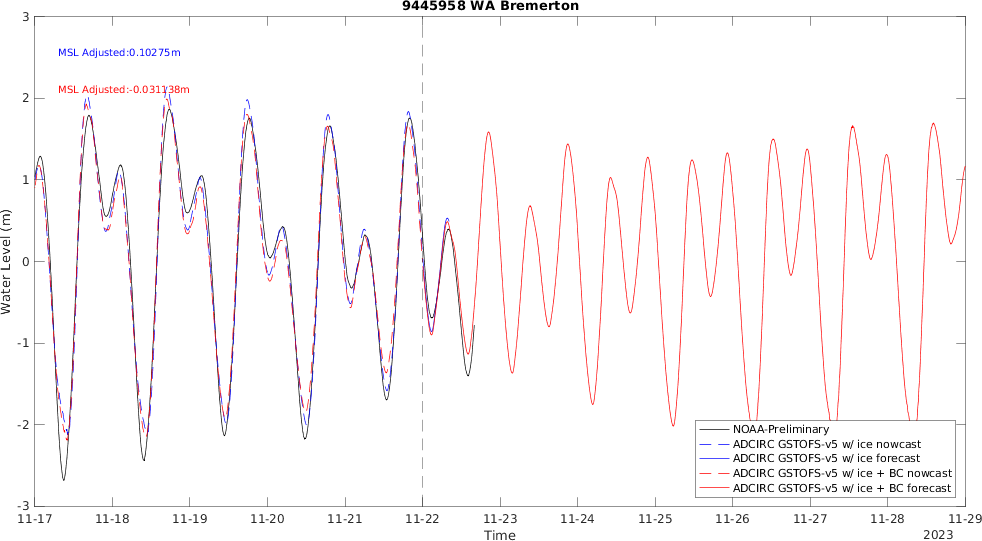 9445958 WA Bremerton
MSL Adjusted:0.10275m
MSL Adjusted:-0.031138m
Water Level (m)
3
2
1
0
-1
-2
-3
NOAA-Preliminary
ADCIRC GSTOFS-v5 w/ ice nowcast
ADCIRC GSTOFS-v5 w/ ice forecast
ADCIRC GSTOFS-v5 w/ ice + BC nowcast
ADCIRC GSTOFS-v5 w/ ice + BC forecast
11-17 11-18 11-19 11-20 11-21 11-22 11-23 11-24 11-25 11-26 11-27 11-28 11-29
Time
2023